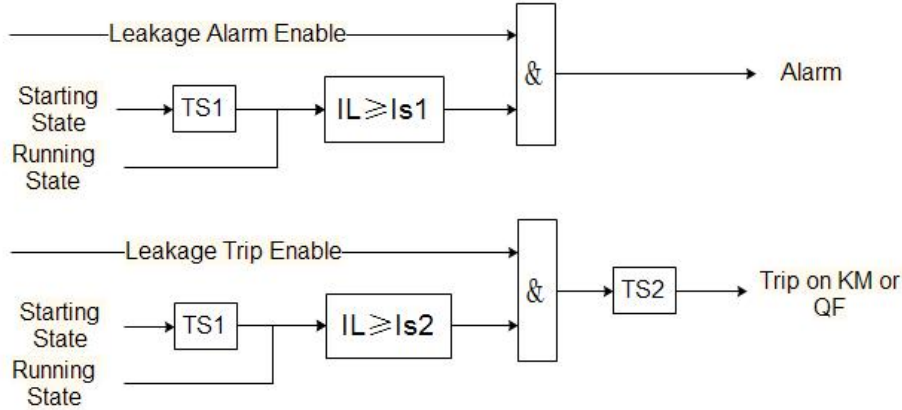 Leakage Alarm Enable
&
Alarm
Starting
State
TS1
IL≥Is1
Running
State
Leakage Trip Enable
&
TS2
Trip on KM or
QF
Starting
State
TS1
IL≥Is2
Running
State